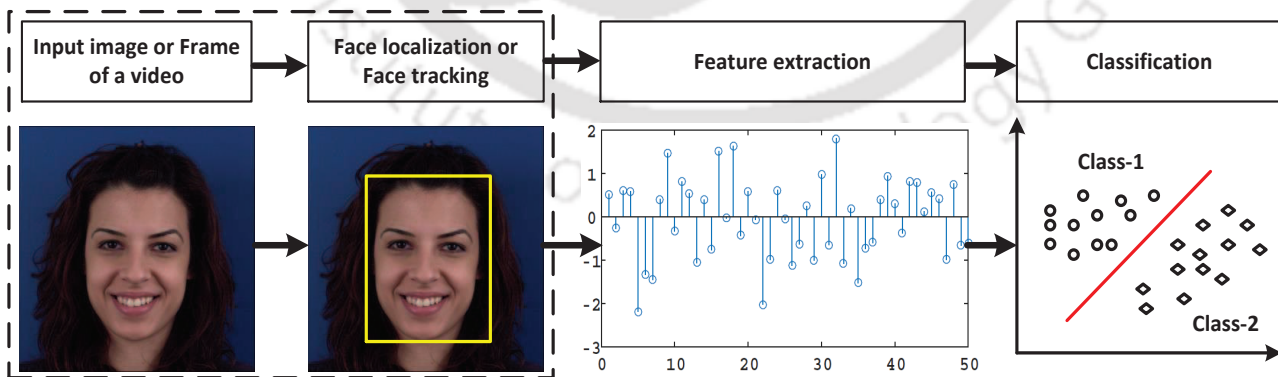 Input image or Frame
of a video
Face localization or
Face tracking
Feature extraction
Classification
2
1
0
-1
-2
-3
0
10
20
30
40
50
Class-1
Class-2